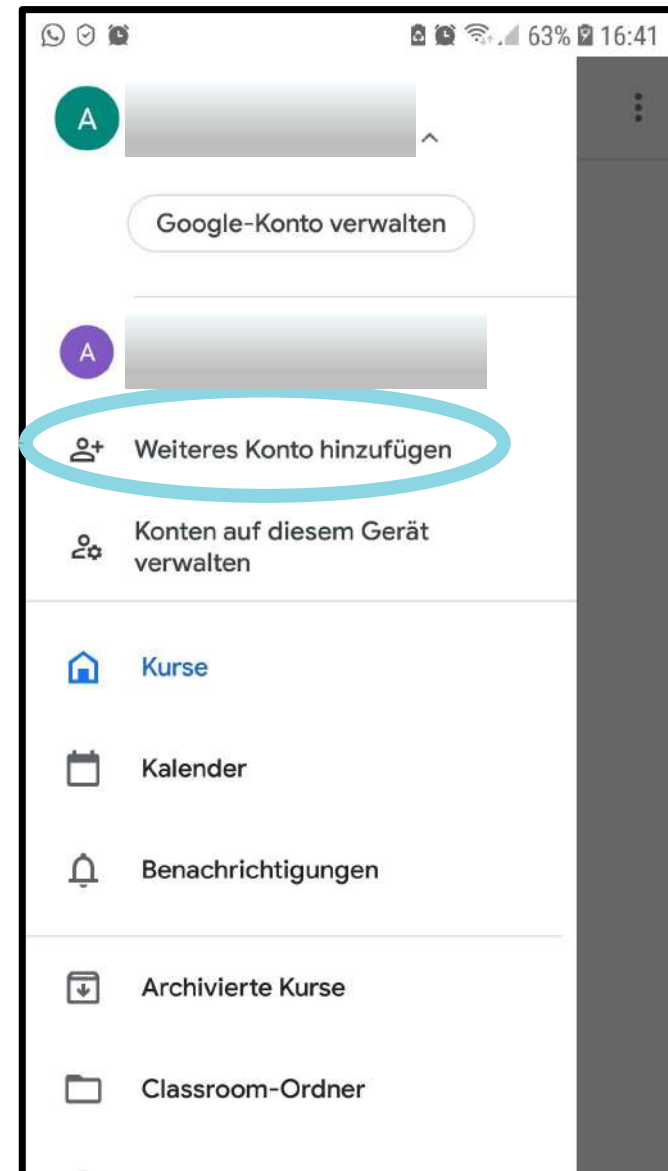 63% 16:41
A
Google-Konto verwalten
A
Weiteres Konto hinzufügen
Konten auf diesem Gerät
verwalten
Kurse
Kalender
Benachrichtigungen
Archivierte Kurse
Classroom-Ordner